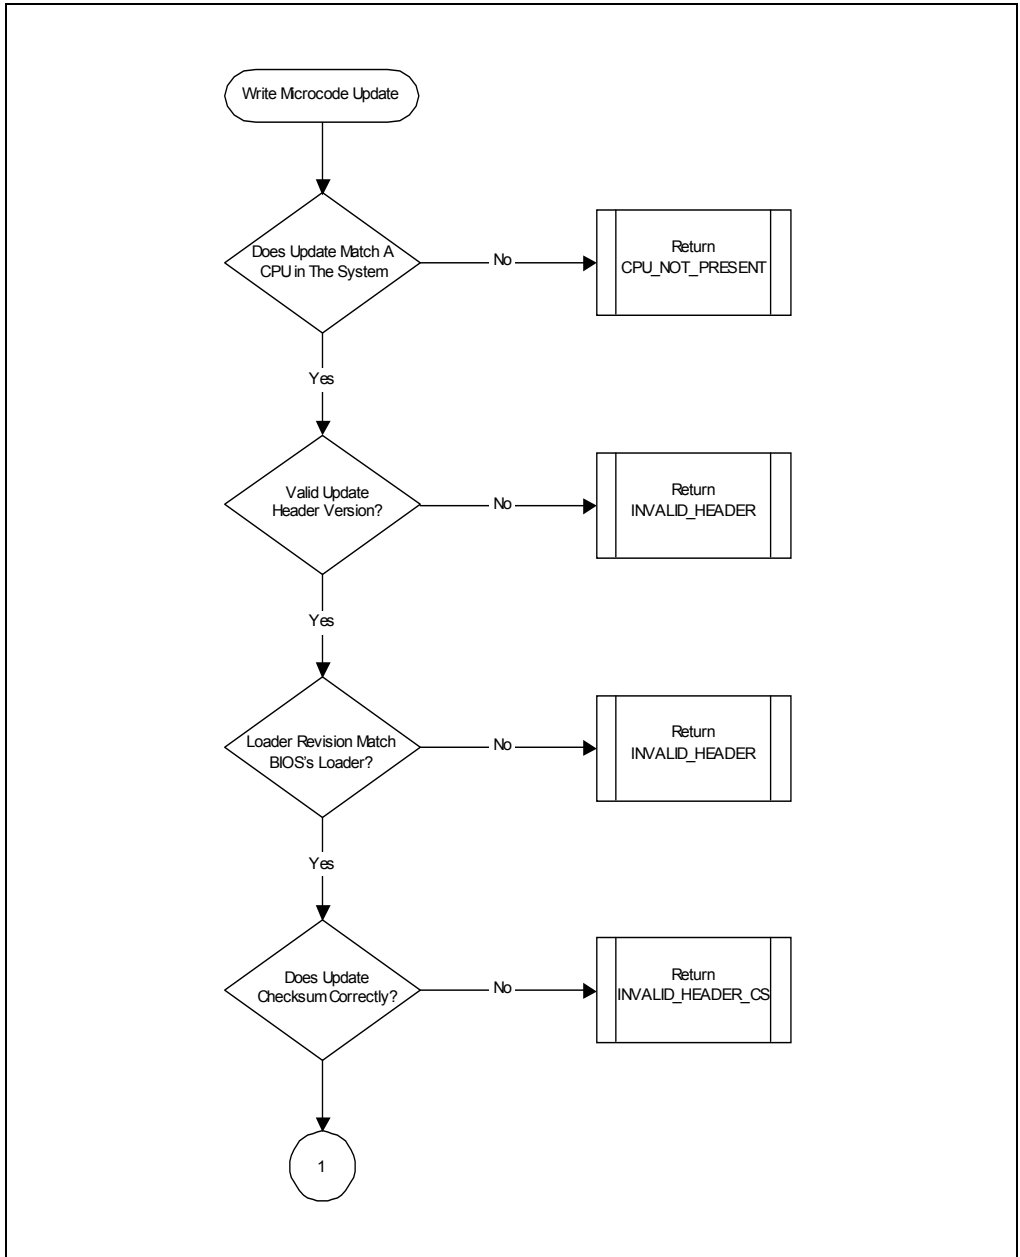 Write Microcode Update
Does Update Match A
CPU in The System
No
Return
CPU_NOT_PRESENT
Yes
Valid Update
Header Version?
No
Return
INVALID_HEADER
Yes
Loader Revision Match
BIOS's Loader?
No
Return
INVALID_HEADER
Yes
Does Update
Checksum Correctly?
No
Return
INVALID_HEADER_CS
1